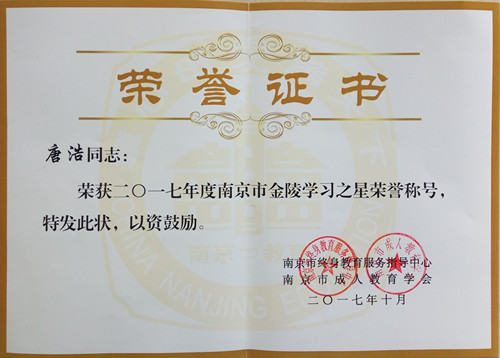 荣誉证书
唐浩同志：
荣获二〇一七年度南京市金陵学习之星荣誉称号，
特发此状，以资鼓励。
南京市终身教育服务指导中心
南京市成人教育学会
二〇一七年十月